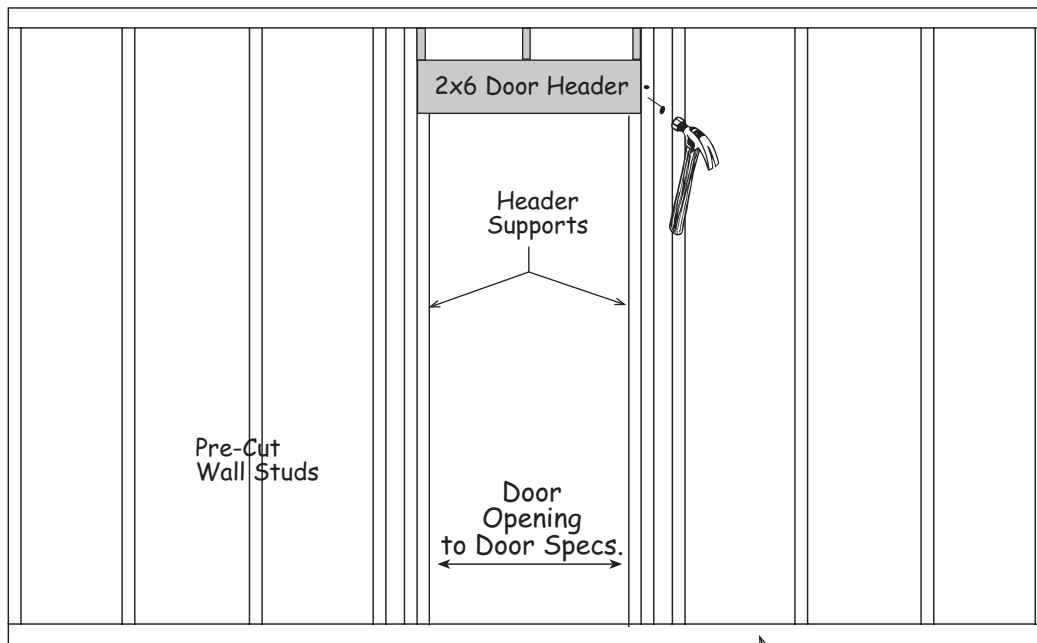 2x6 Door Header
Header
Supports
Pre-Cut
Wall Studs
Door
Opening
to Door Specs.